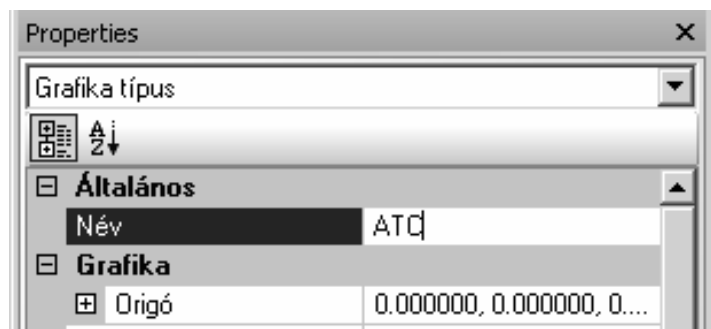 Properties
Grafika típus
A Z
Általános
Név ATC
Grafika
Origó 0.000000, 0.000000, 0....